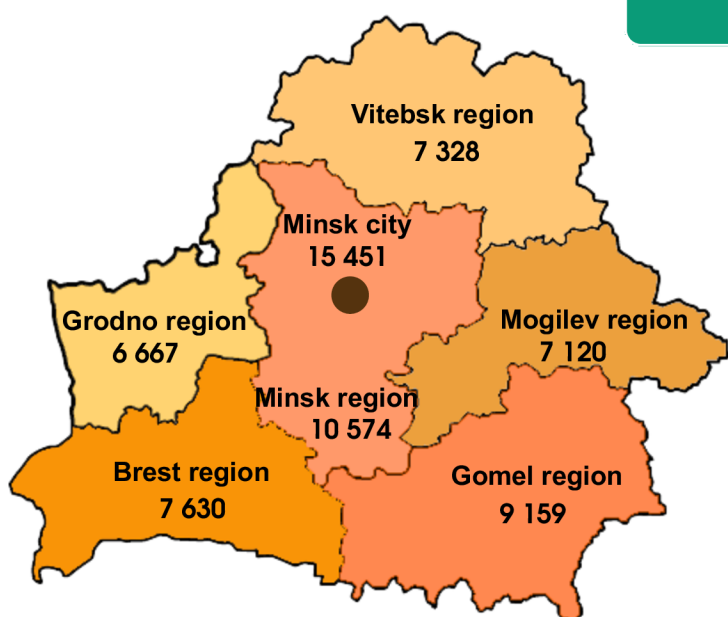 Vitebsk region
7 328
Minsk city
15 451
Grodno region
6 667
Mogilev region
7 120
Minsk region
10 574
Brest region
7 630
Gomel region
9 159